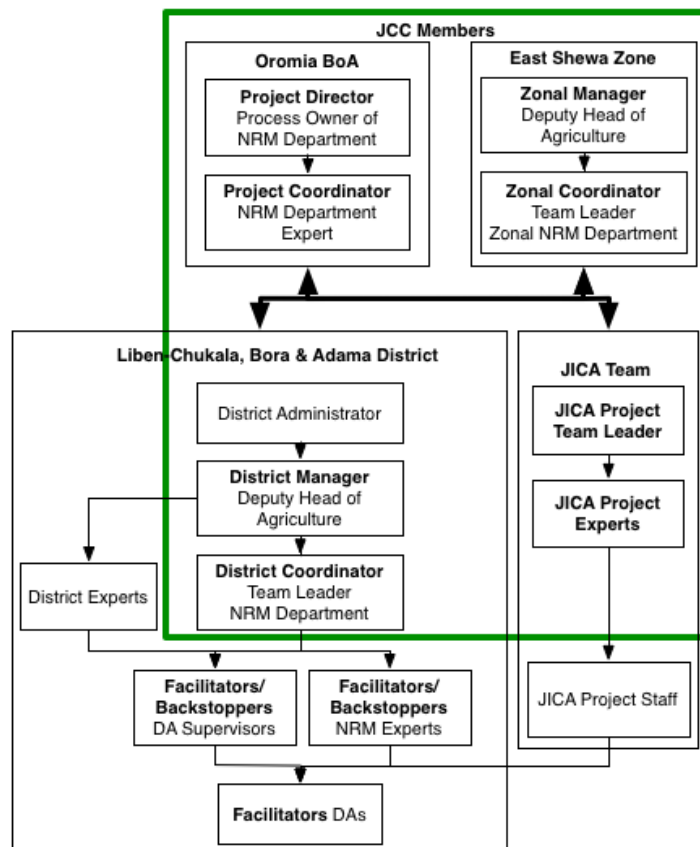 JCC Members
Oromia BoA
Project Director
Process Owner of
NRM Department
Project Coordinator
NRM Department
Expert
East Shewa Zone
Zonal Manager
Deputy Head of
Agriculture
Zonal Coordinator
Team Leader
Zonal NRM Department
Liben-Chukala, Bora & Adama District
District Administrator
District Manager
Deputy Head of
Agriculture
District Experts
District Coordinator
Team Leader
NRM Department
Facilitators/
Backstoppers
DA Supervisors
Facilitators/
Backstoppers
NRM Experts
Facilitators DAs
JICA Team
JICA Project
Team Leader
JICA Project
Experts
JICA Project Staff